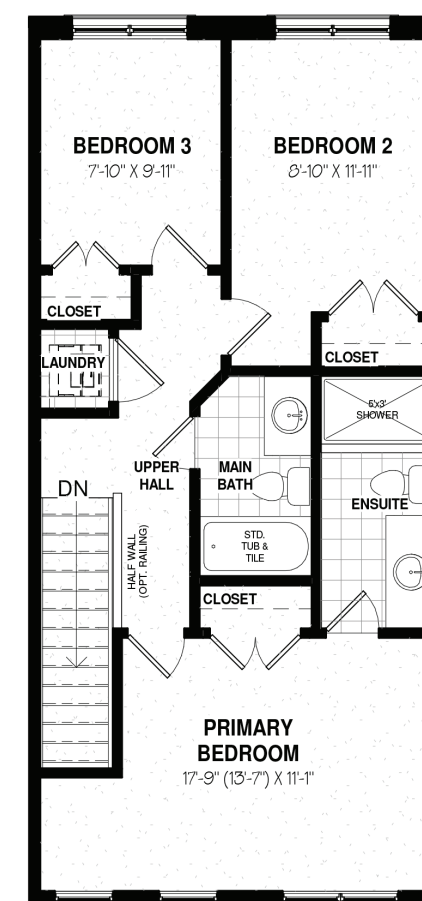 BEDROOM 3
7'-10" X 9'-11"
BEDROOM 2
8'-10" X 11'-11"
CLOSET
LAUNDRY
CLOSET
5'x3'
SHOWER
UPPER
HALL
MAIN
BATH
ENSUITE
DN
HALF WALL
(OPT. RAILING)
STD.
TUB &
TILE
CLOSET
PRIMARY
BEDROOM
17'-9" (13'-7") X 11'-1"